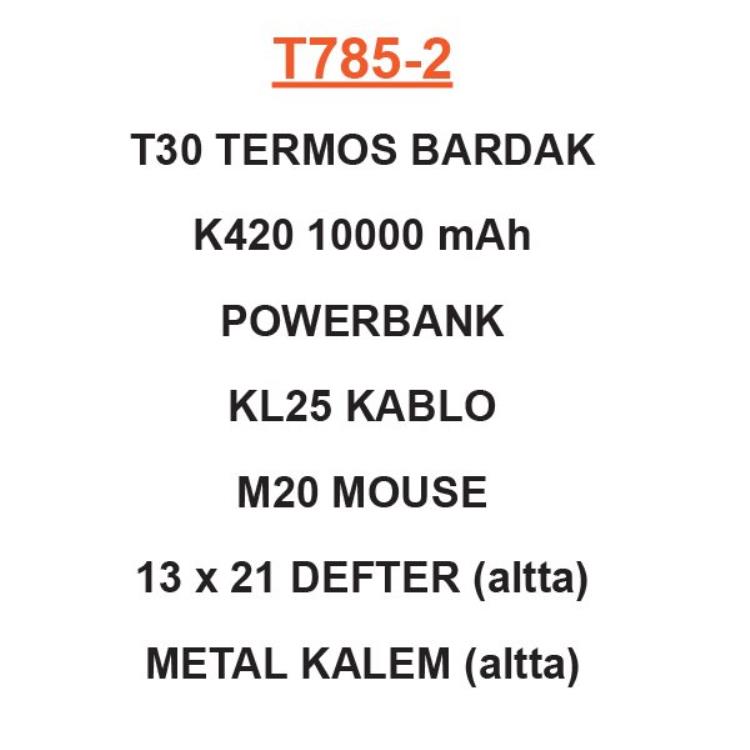 T785-2
T30 TERMOS BARDAK
K420 10000 mAh
POWERBANK
KL25 KABLO
M20 MOUSE
13 x 21 DEFTER (altta)
METAL KALEM (altta)